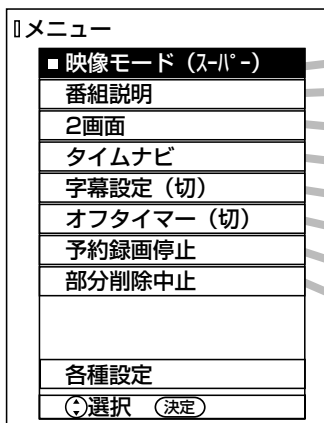 メニュー
映像モード（ｽｰﾊﾟｰ）
番組説明
2画面
タイムナビ
字幕設定（切）
オフタイマー（切）
予約録画停止
部分削除中止
各種設定
選択 決定